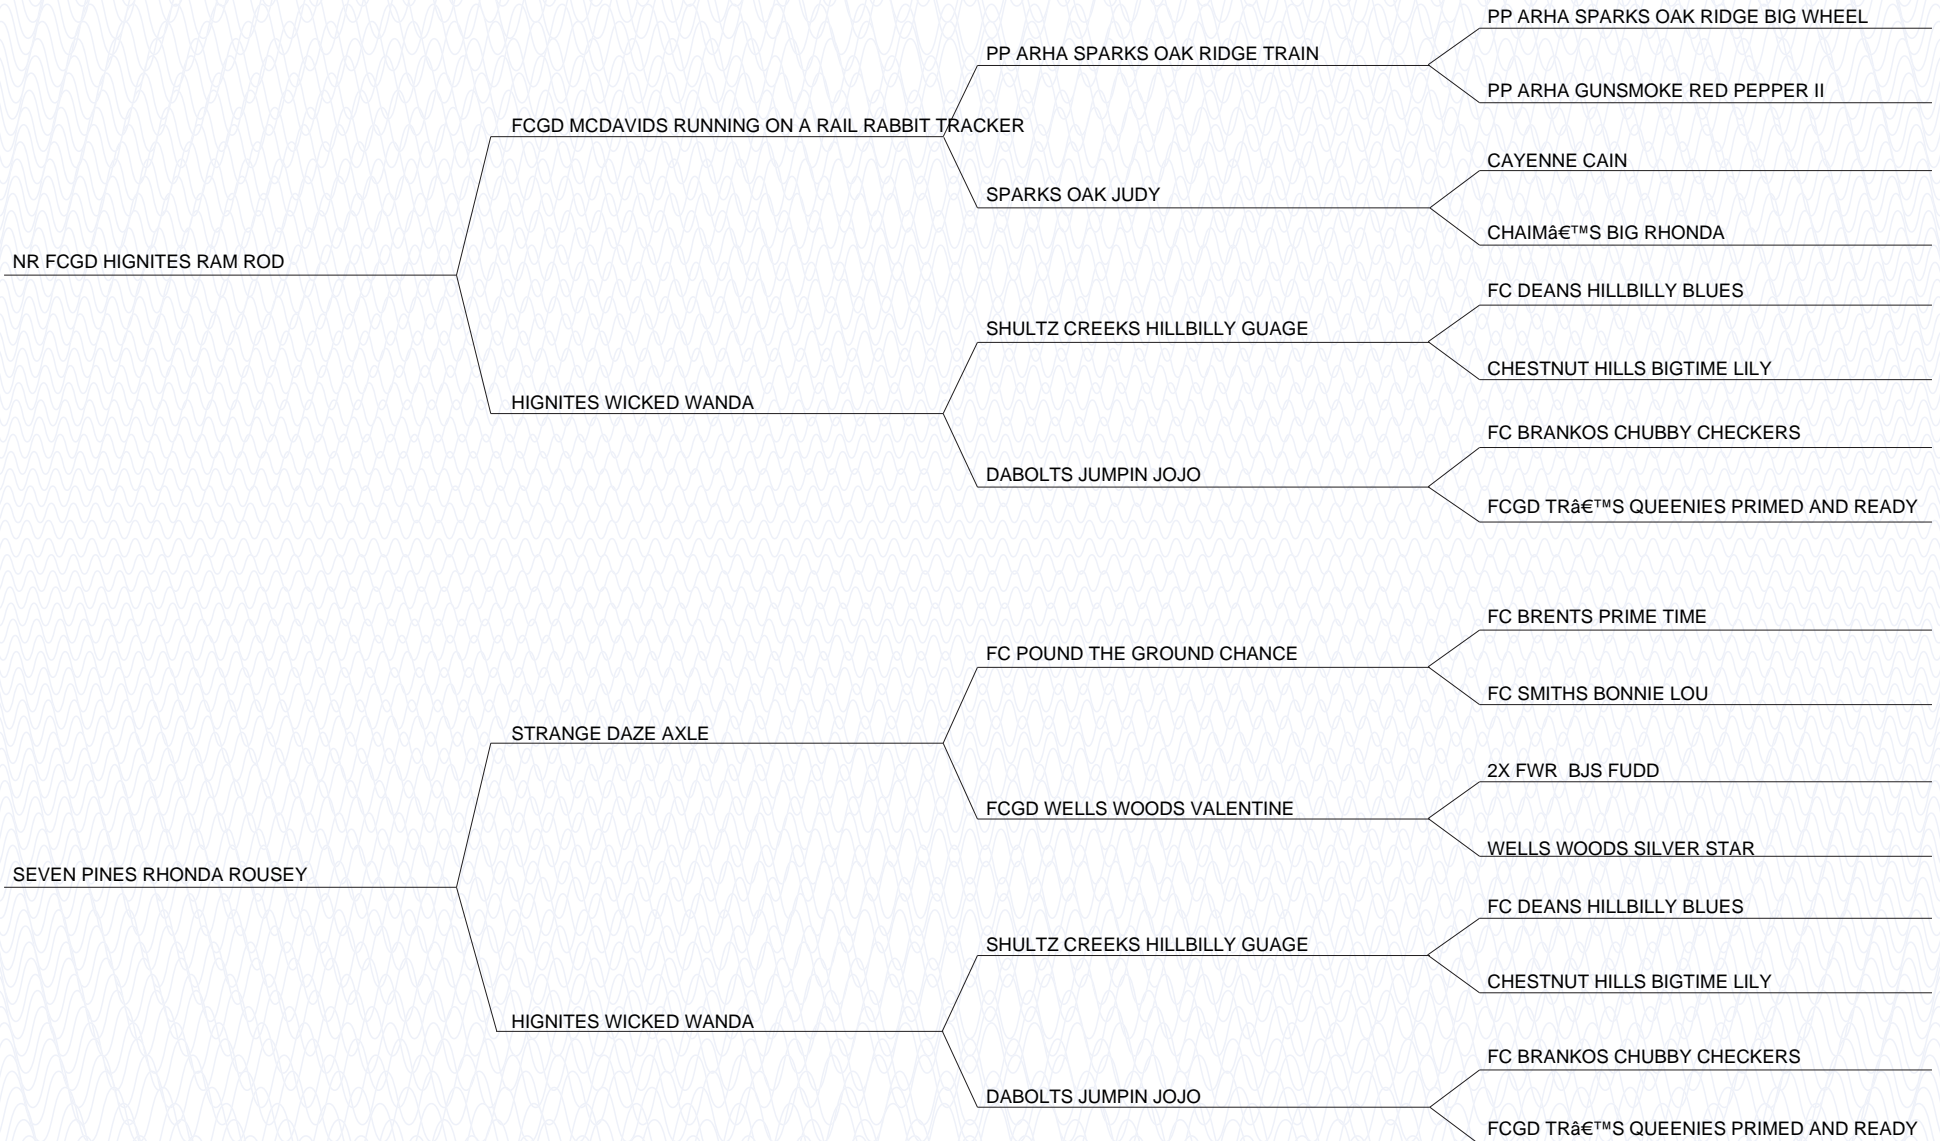 PP ARHA SPARKS OAK RIDGE BIG WHEEL
PP ARHA SPARKS OAK RIDGE TRAIN
PP ARHA GUNSMOKE RED PEPPER II
FCGD MCDAVIDS RUNNING ON A RAIL RABBIT TRACKER
CAYENNE CAIN
SPARKS OAK JUDY
CHAIMâ€™S BIG RHONDA
NR FCGD HIGNITES RAM ROD
FC DEANS HILLBILLY BLUES
SHULTZ CREEKS HILLBILLY GUAGE
CHESTNUT HILLS BIGTIME LILY
HIGNITES WICKED WANDA
FC BRANKOS CHUBBY CHECKERS
DABOLTS JUMPIN JOJO
FCGD TRâ€™S QUEENIES PRIMED AND READY
FC BRENTS PRIME TIME
FC POUND THE GROUND CHANCE
FC SMITHS BONNIE LOU
STRANGE DAZE AXLE
2X FWR  BJS FUDD
FCGD WELLS WOODS VALENTINE
WELLS WOODS SILVER STAR
SEVEN PINES RHONDA ROUSEY
FC DEANS HILLBILLY BLUES
SHULTZ CREEKS HILLBILLY GUAGE
CHESTNUT HILLS BIGTIME LILY
HIGNITES WICKED WANDA
FC BRANKOS CHUBBY CHECKERS
DABOLTS JUMPIN JOJO
FCGD TRâ€™S QUEENIES PRIMED AND READY